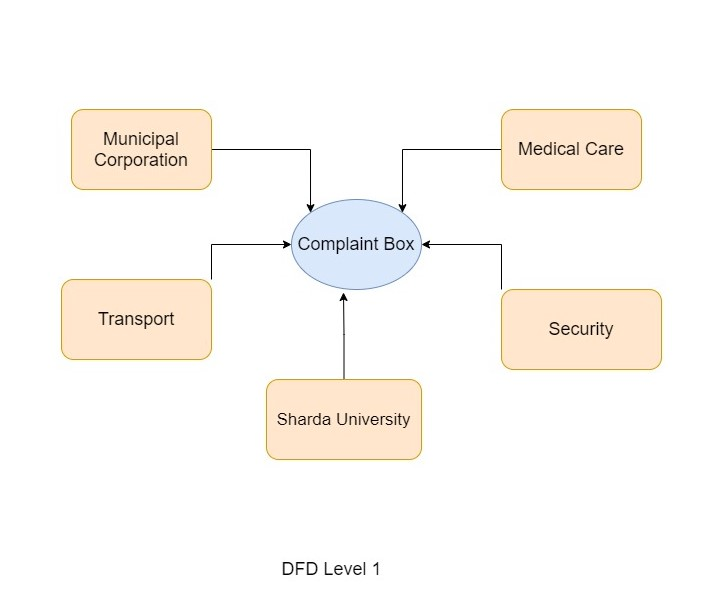 Municipal
Corporation
Medical Care
Complaint Box
Transport
Security
Sharda University
DFD Level 1